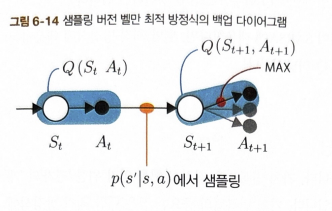 그림 6-14 샘플링 버전 벨만 최적 방정식의 백업 다이어그램
Q(S_{t+1}, A_{t+1})
Q(S_t A_t)
MAX
S_t A_t S_{t+1} A_{t+1}
p(s'|s, a)에서 샘플링